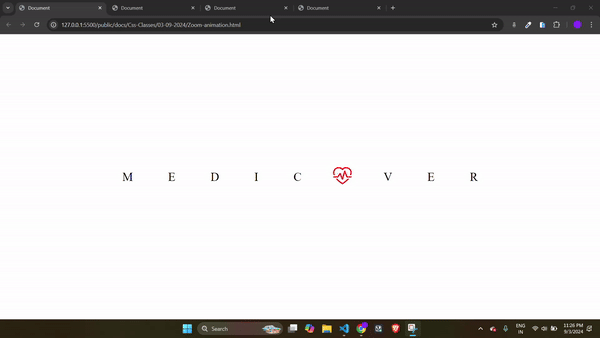 Document
Document
Document
Document
127.0.0.1:5500/public/docs/Css-Classes/03-09-2024/Zoom-animation.html
M E D I C V E R
Search
ENG
IN
11:26 PM
9/3/2024